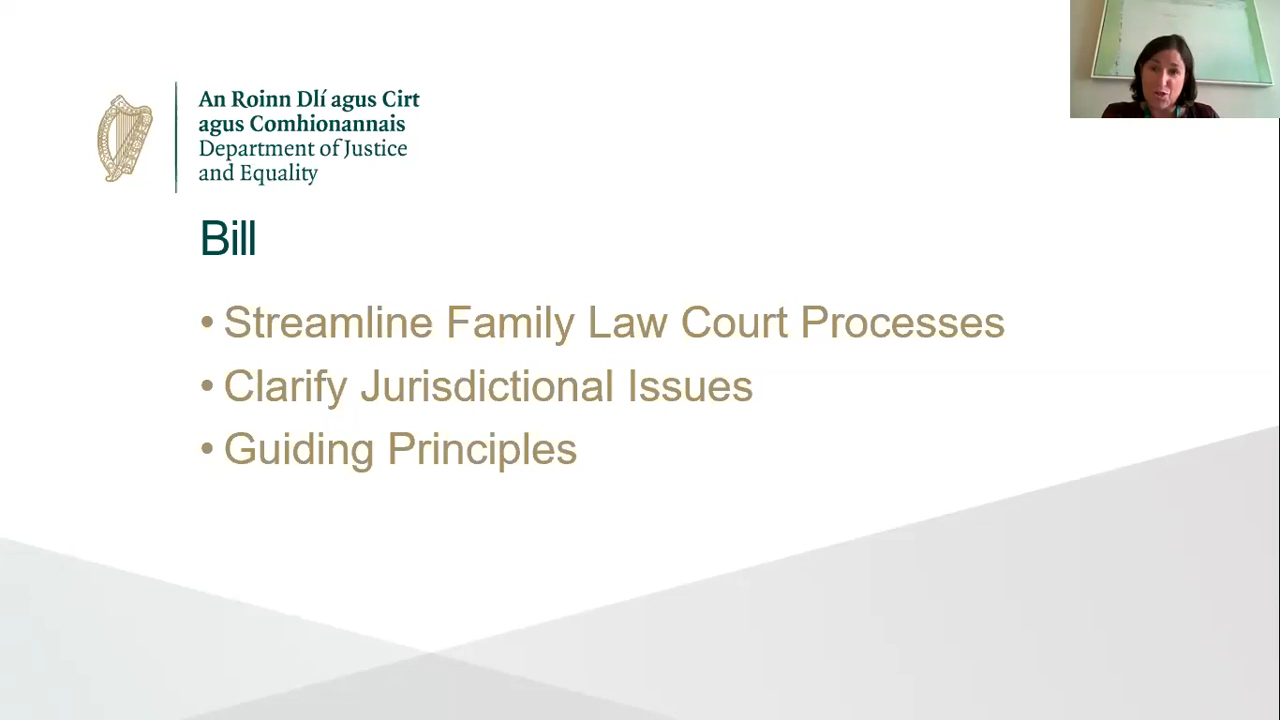 An Roinn Dlí agus Cirt
agus Comhionannais
Department of Justice
and Equality
Bill
• Streamline Family Law Court Processes
• Clarify Jurisdictional Issues
• Guiding Principles